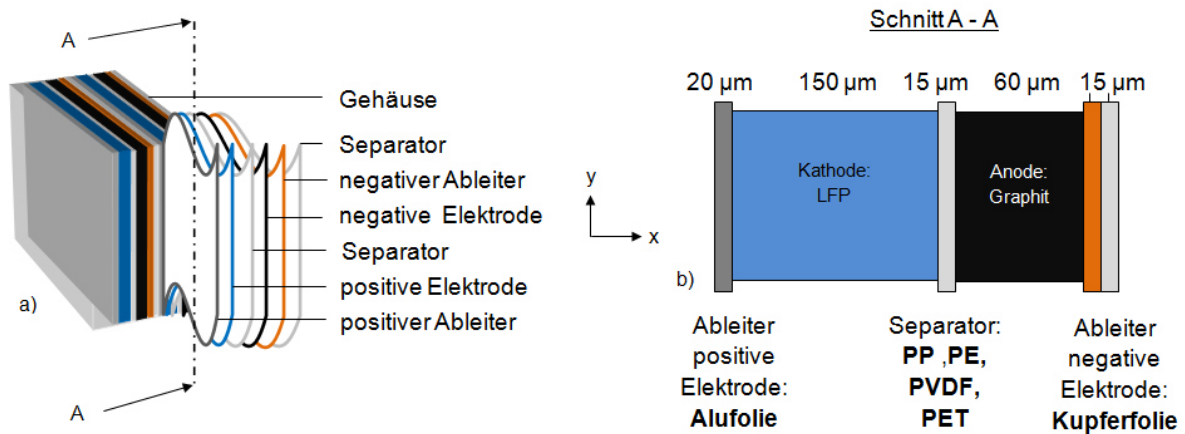 A
Gehäuse
Separator
negativer Ableiter
negative Elektrode
Separator
positive Elektrode
positiver Ableiter
a)
A
y
x
Schnitt A - A
20 µm 150 µm 15 µm 60 µm 15 µm
Kathode:
LFP
Anode:
Graphit
b)
Ableiter
positive
Elektrode:
Alufolie
Separator:
PP ,PE,
PVDF,
PET
Ableiter
negative
Elektrode:
Kupferfolie